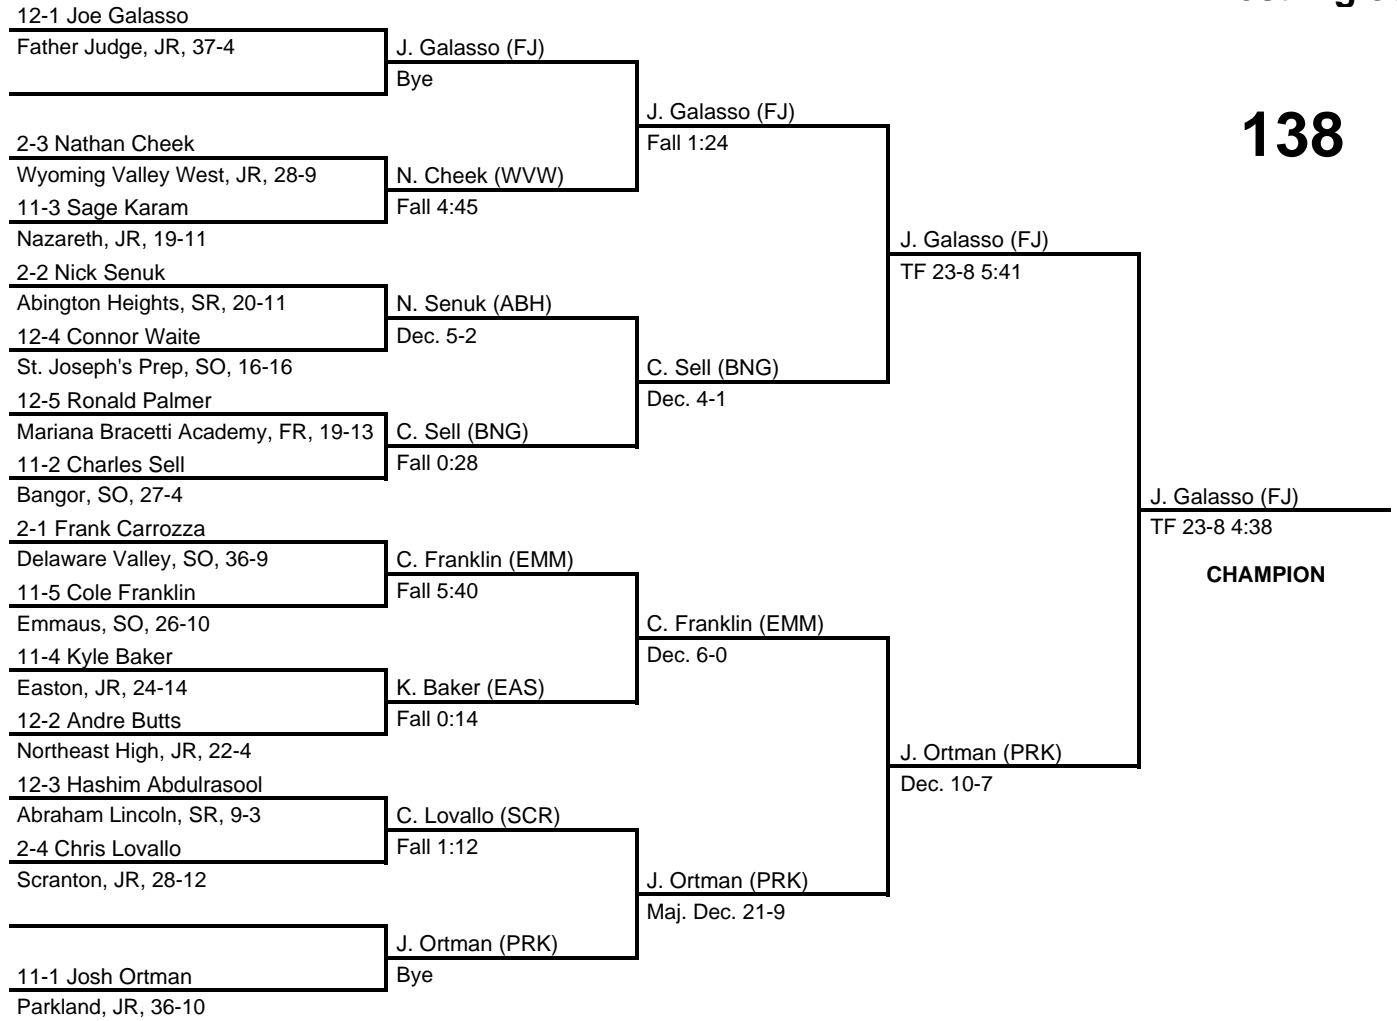 12-1 Joe Galasso
Father Judge, JR, 37-4
J. Galasso (FJ)
Bye
J. Galasso (FJ)
Fall 1:24
138
2-3 Nathan Cheek
Wyoming Valley West, JR, 28-9
N. Cheek (WVW)
11-3 Sage Karam
Fall 4:45
Nazareth, JR, 19-11
J. Galasso (FJ)
TF 23-8 5:41
2-2 Nick Senuk
Abington Heights, SR, 20-11
N. Senuk (ABH)
12-4 Connor Waite
Dec. 5-2
St. Joseph's Prep, SO, 16-16
C. Sell (BNG)
Dec. 4-1
12-5 Ronald Palmer
Mariana Bracetti Academy, FR, 19-13
C. Sell (BNG)
11-2 Charles Sell
Fall 0:28
Bangor, SO, 27-4
J. Galasso (FJ)
TF 23-8 4:38
CHAMPION
2-1 Frank Carrozza
Delaware Valley, SO, 36-9
C. Franklin (EMM)
11-5 Cole Franklin
Fall 5:40
Emmaus, SO, 26-10
C. Franklin (EMM)
Dec. 6-0
11-4 Kyle Baker
Easton, JR, 24-14
K. Baker (EAS)
12-2 Andre Butts
Fall 0:14
Northeast High, JR, 22-4
J. Ortman (PRK)
Dec. 10-7
12-3 Hashim Abdulrasool
Abraham Lincoln, SR, 9-3
C. Lovallo (SCR)
2-4 Chris Lovallo
Fall 1:12
Scranton, JR, 28-12
J. Ortman (PRK)
Maj. Dec. 21-9
J. Ortman (PRK)
Bye
11-1 Josh Ortman
Parkland, JR, 36-10